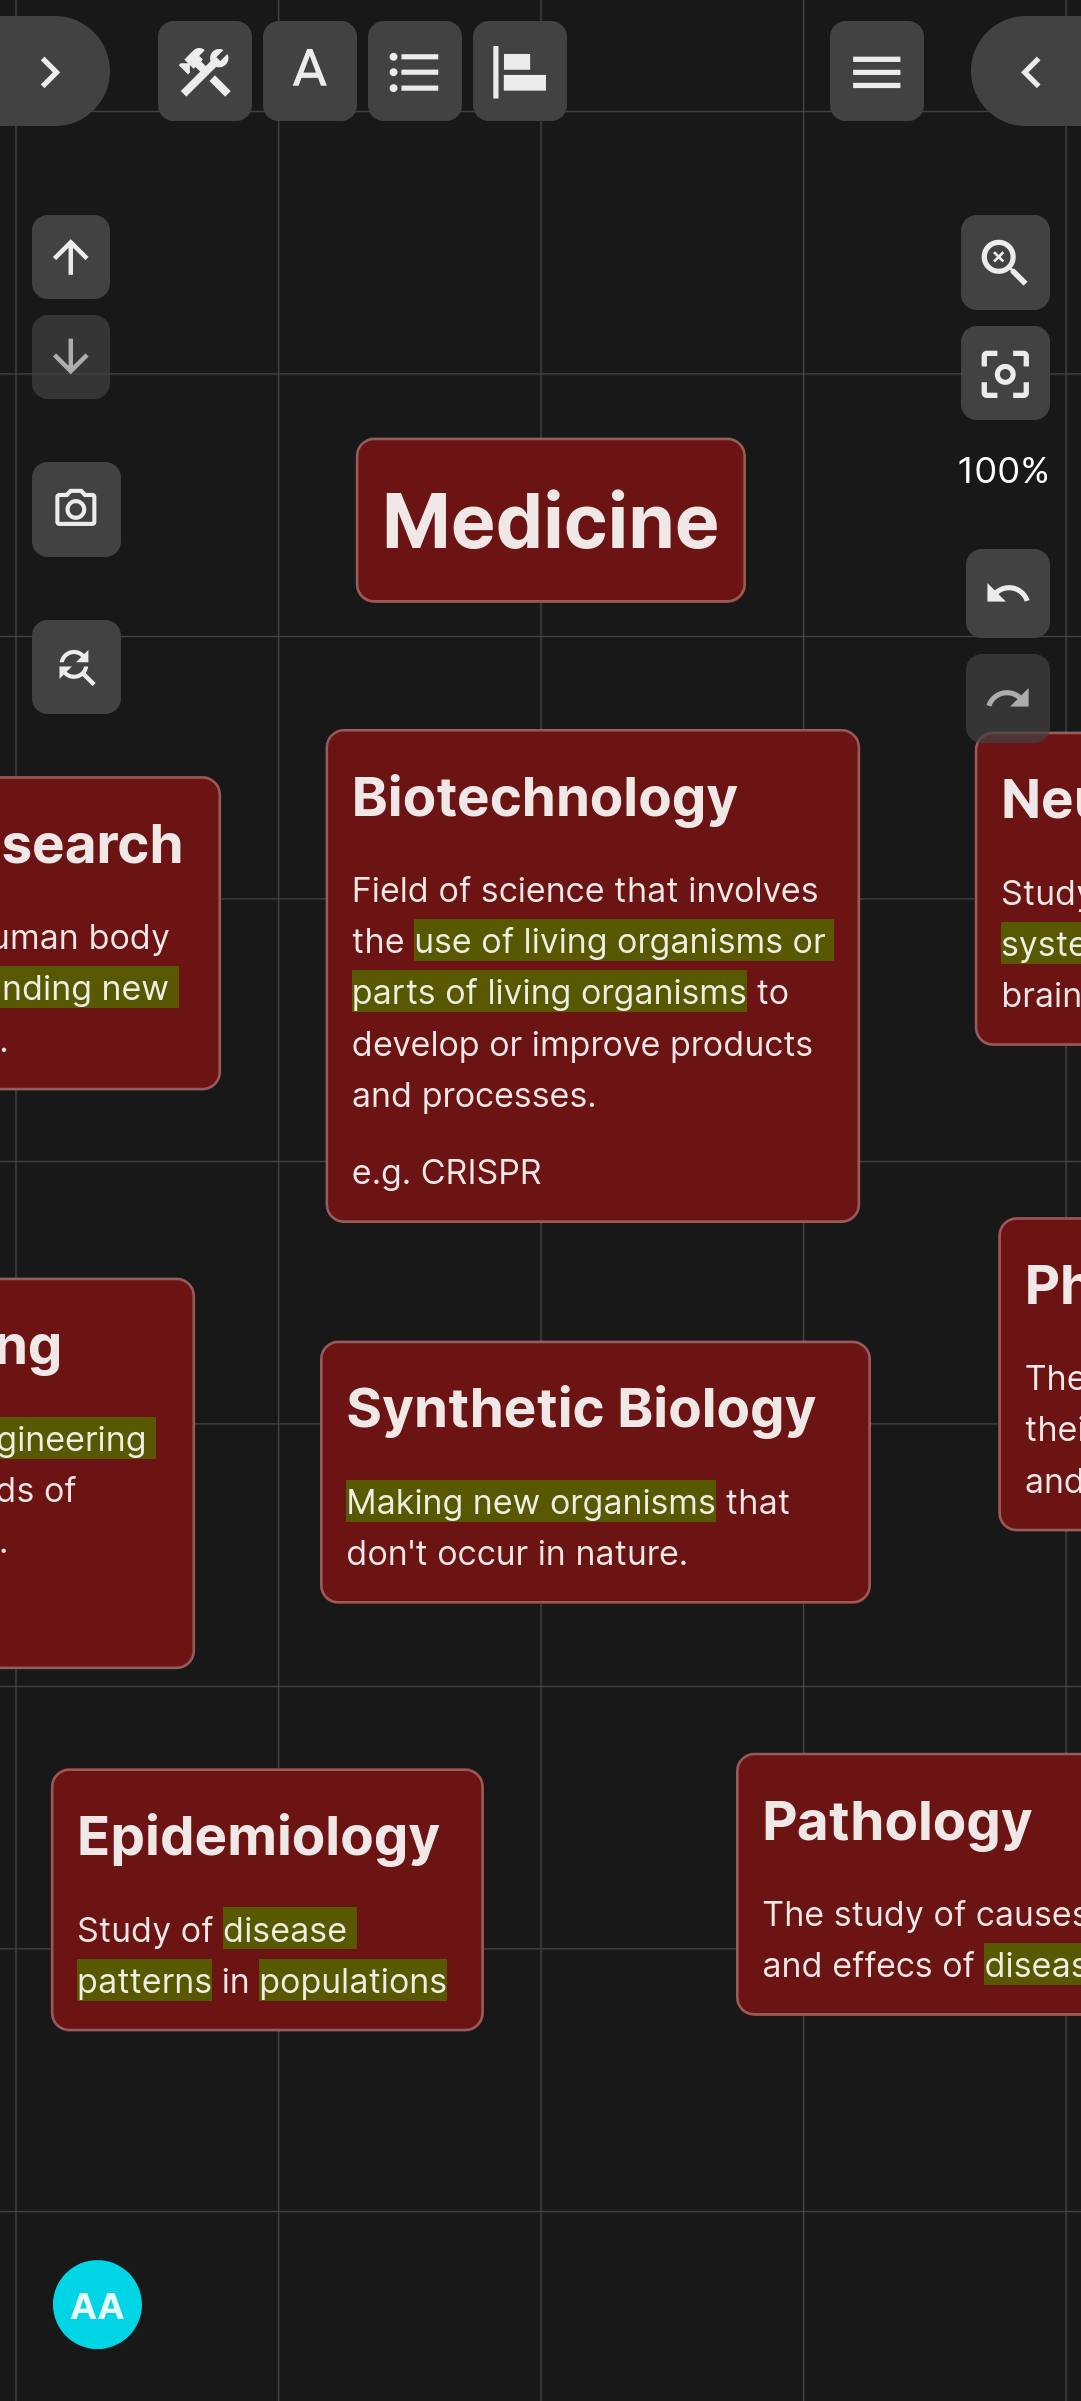 A
100%
Medicine
search
uman body
nding new
.
Biotechnology
Field of science that involves
the use of living organisms or
parts of living organisms to
develop or improve products
and processes.
e.g. CRISPR
Neu
Study
syste
brain
ng
gineering
ds of
.
Synthetic Biology
Making new organisms that
don't occur in nature.
Ph
The
thei
and
Epidemiology
Study of disease
patterns in populations
Pathology
The study of causes
and effecs of diseas
AA